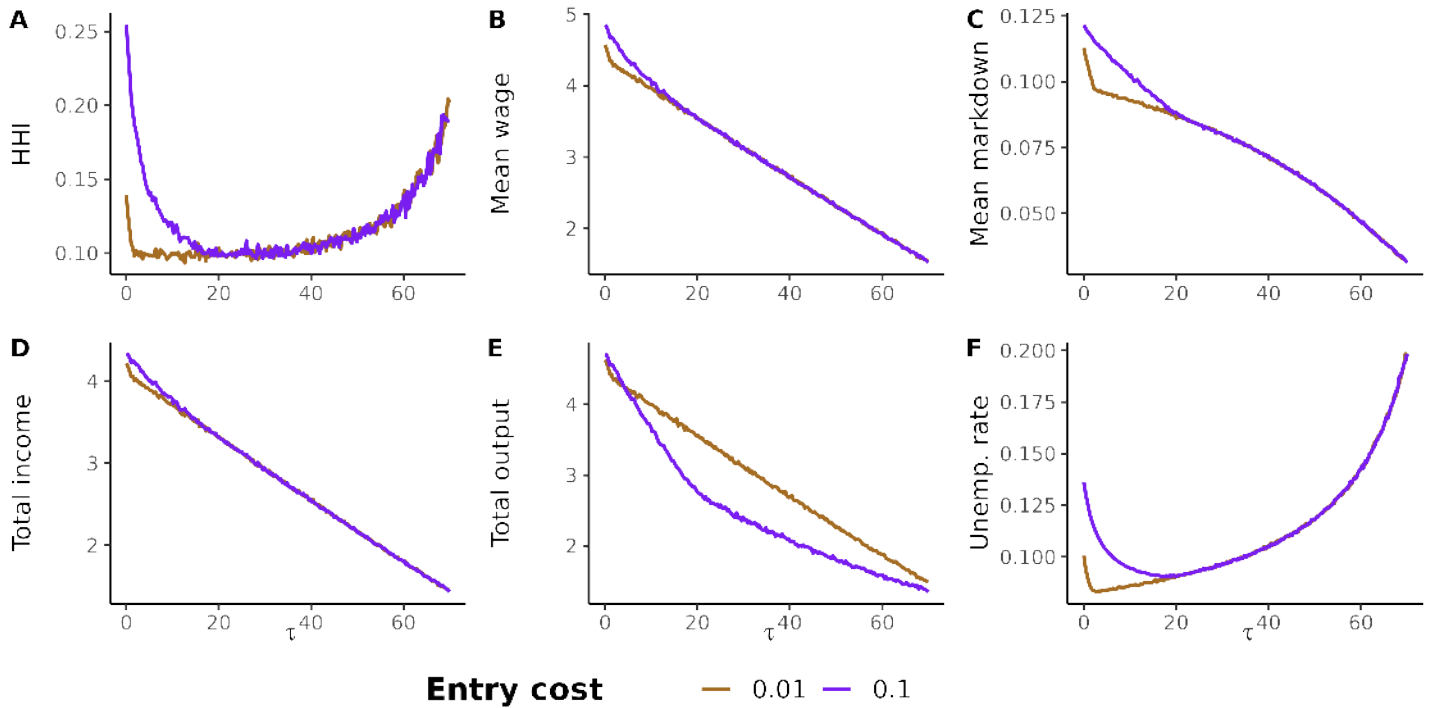 A
HHI
0.25
0.20
0.15
0.10
0 20 40 60
B
Mean wage
5
4
3
2
0 20 40 60
C
Mean markdown
0.125
0.100
0.075
0.050
0 20 40 60
D
Total income
4
3
2
0 20 40 60
τ
E
Total output
4
3
2
0 20 40 60
τ
F
Unemp. rate
0.200
0.175
0.150
0.125
0.100
0 20 40 60
τ
Entry cost 0.01 0.1